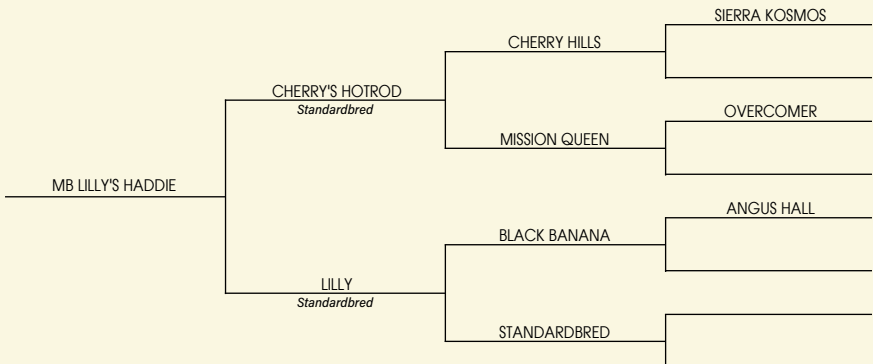 SIERRA KOSMOS
CHERRY HILLS
CHERRY'S HOTROD
Standardbred
OVERCOMER
MISSION QUEEN
MB LILLY'S HADDIE
ANGUS HALL
BLACK BANANA
LILLY
Standardbred
STANDARDBRED